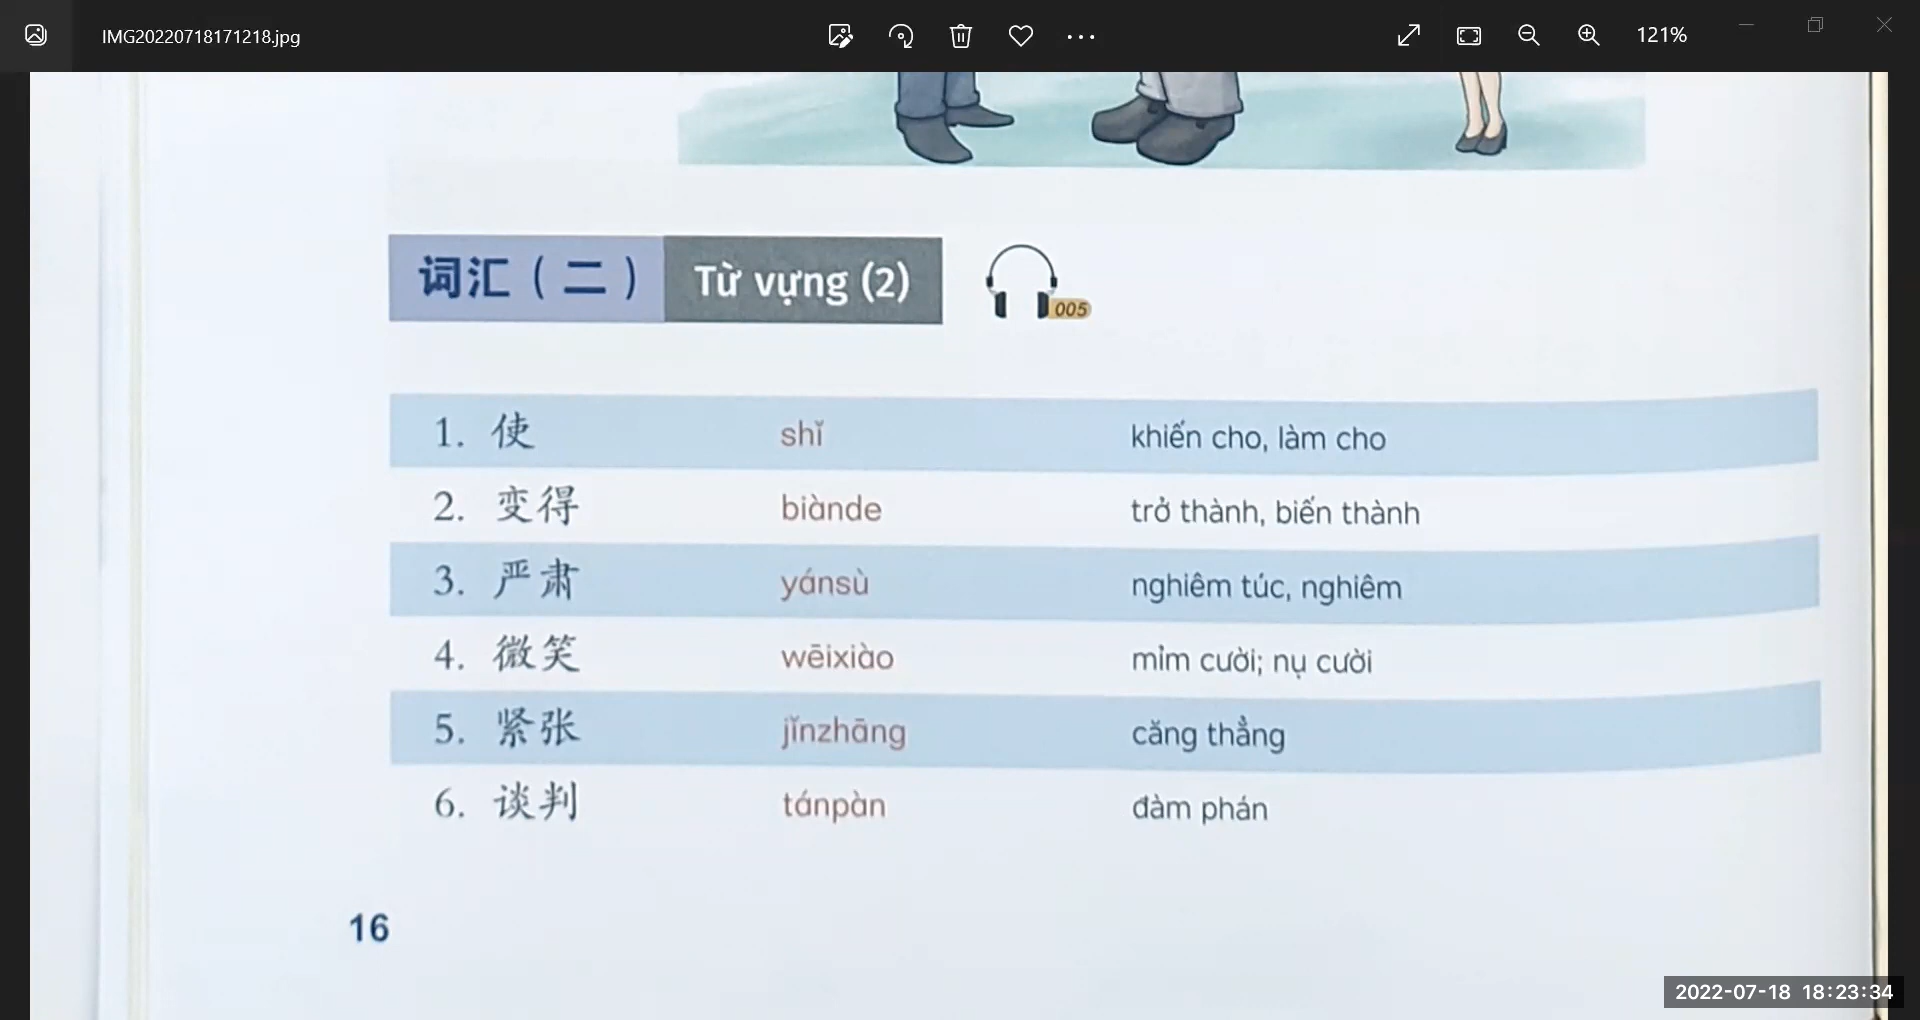 IMG20220718171218.jpg
121%
词汇（二） Từ vựng (2)
005
1. 使 shǐ khiến cho, làm cho
2. 变得 biànde trở thành, biến thành
3. 严肃 yánsù nghiêm túc, nghiêm
4. 微笑 wēixiào mỉm cười; nụ cười
5. 紧张 jǐnzhāng căng thẳng
6. 谈判 tánpàn đàm phán
16
2022-07-18 18:23:34